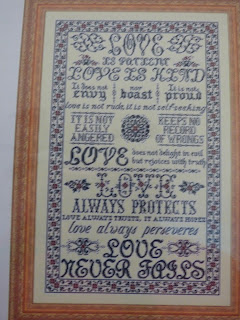 LOVE
IS PATIENT
LOVE IS KIND
It does not envy nor boast It is not proud
love is not rude, it is not self seeking
IT IS NOT EASILY ANGERED KEEPS NO RECORD OF WRONGS
LOVE does not delight in evil but rejoices with truth
LOVE
ALWAYS PROTECTS
LOVE ALWAYS TRUSTS, IT ALWAYS HOPES
love always perseveres
LOVE
NEVER FAILS